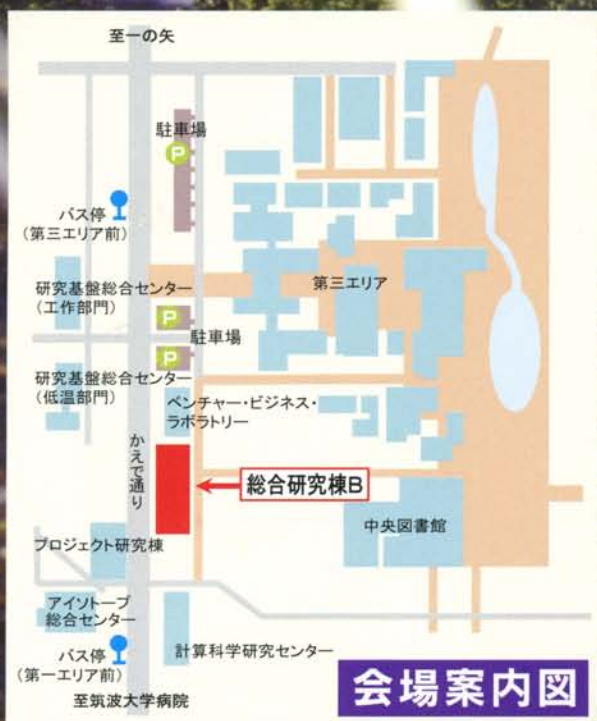 至一の矢
駐車場
P
バス停
(第三エリア前)
研究基盤総合センター
(工作部門)
第三エリア
P
駐車場
P
研究基盤総合センター
(低温部門)
ベンチャー・ビジネス・
ラボラトリー
かえで通り
総合研究棟B
中央図書館
プロジェクト研究棟
アイソトープ
総合センター
バス停
(第一エリア前)
計算科学研究センター
至筑波大学病院
会場案内図